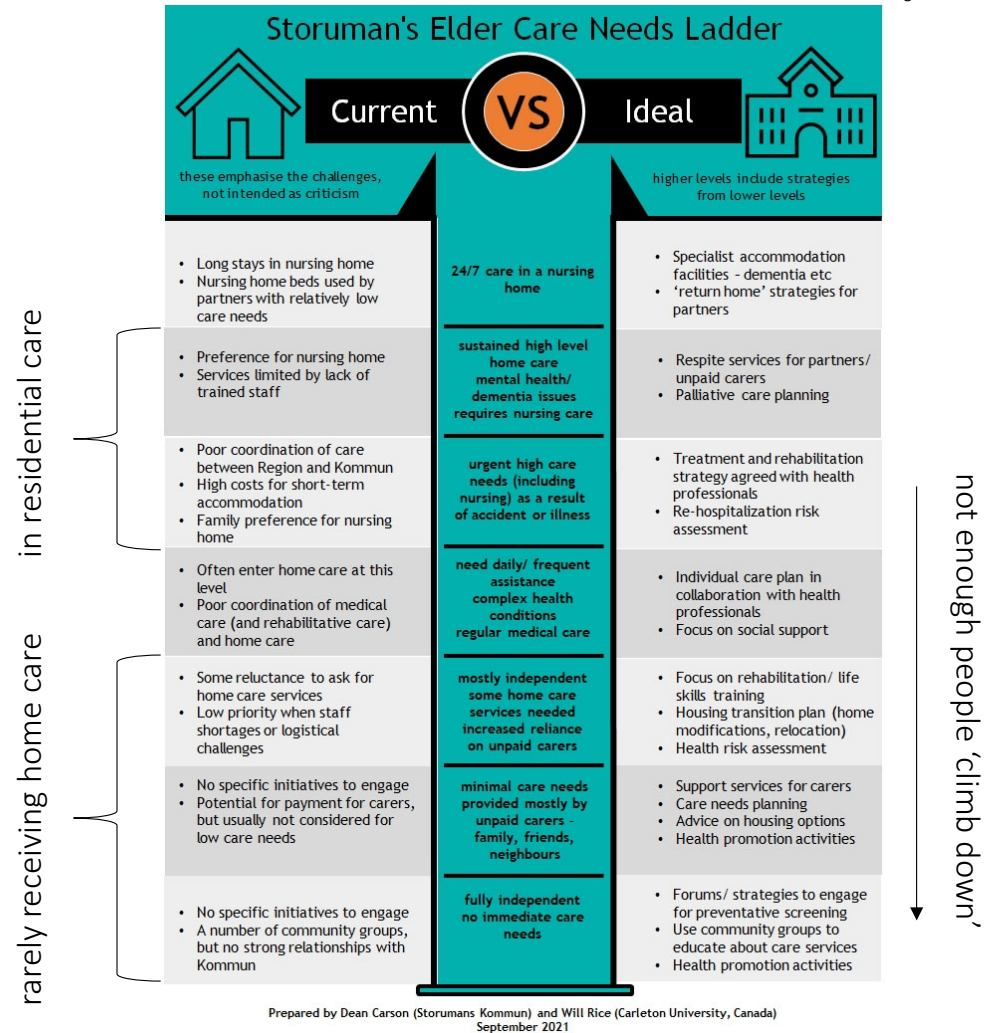 Storuman's Elder Care Needs Ladder
Current
VS
Ideal
these emphasise the challenges,
not intended as criticism
higher levels include strategies
from lower levels
• Long stays in nursing home
• Nursing home beds used by
partners with relatively low
care needs
24/7 care in a nursing
home
• Specialist accommodation
facilities - dementia etc
• 'return home' strategies for
partners
in residential care
• Preference for nursing home
• Services limited by lack of
trained staff
sustained high level
home care
mental health/
dementia issues
requires nursing care
• Respite services for partners/
unpaid carers
• Palliative care planning
• Poor coordination of care
between Region and Kommun
• High costs for short-term
accommodation
• Family preference for nursing
home
urgent high care
needs (including
nursing) as a result
of accident or illness
• Treatment and rehabilitation
strategy agreed with health
professionals
• Re-hospitalization risk
assessment
• Often enter home care at this
level
• Poor coordination of medical
care (and rehabilitative care)
and home care
need daily/ frequent
assistance
complex health
conditions
regular medical care
• Individual care plan in
collaboration with health
professionals
• Focus on social support
not enough people 'climb down'
rarely receiving home care
• Some reluctance to ask for
home care services
• Low priority when staff
shortages or logistical
challenges
mostly independent
some home care
services needed
increased reliance
on unpaid carers
• Focus on rehabilitation/ life
skills training
• Housing transition plan (home
modifications, relocation)
• Health risk assessment
• No specific initiatives to engage
• Potential for payment for carers,
but usually not considered for
low care needs
minimal care needs
provided mostly by
unpaid carers -
family, friends,
neighbours
• Support services for carers
• Care needs planning
• Advice on housing options
• Health promotion activities
• No specific initiatives to engage
• A number of community groups,
but no strong relationships with
Kommun
fully independent
no immediate care
needs
• Forums/ strategies to engage
for preventative screening
• Use community groups to
educate about care services
• Health promotion activities
Prepared by Dean Carson (Storumans Kommun) and Will Rice (Carleton University, Canada)
September 2021